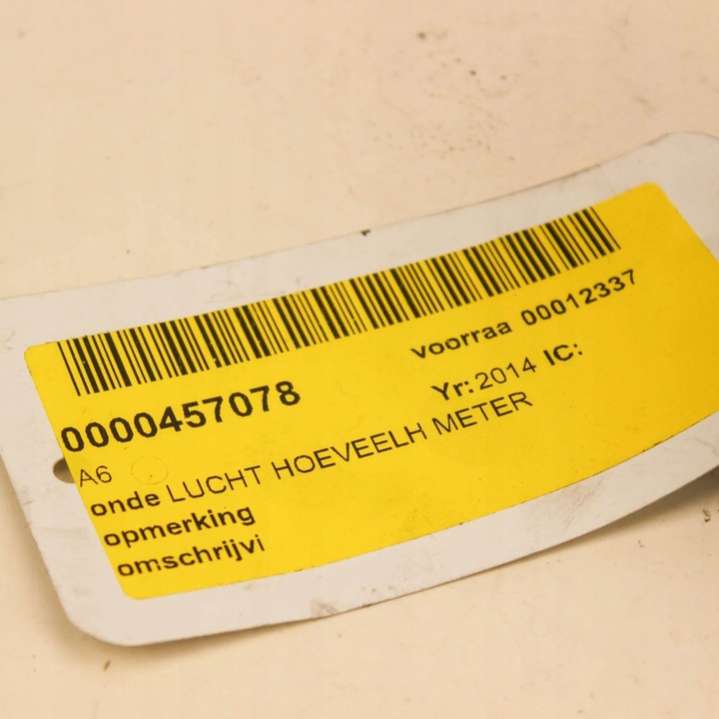 0000457078 voorraa 00012337
A6 Yr: 2014 IC:
onde LUCHT HOEVEELH METER
opmerking
omschrijvi